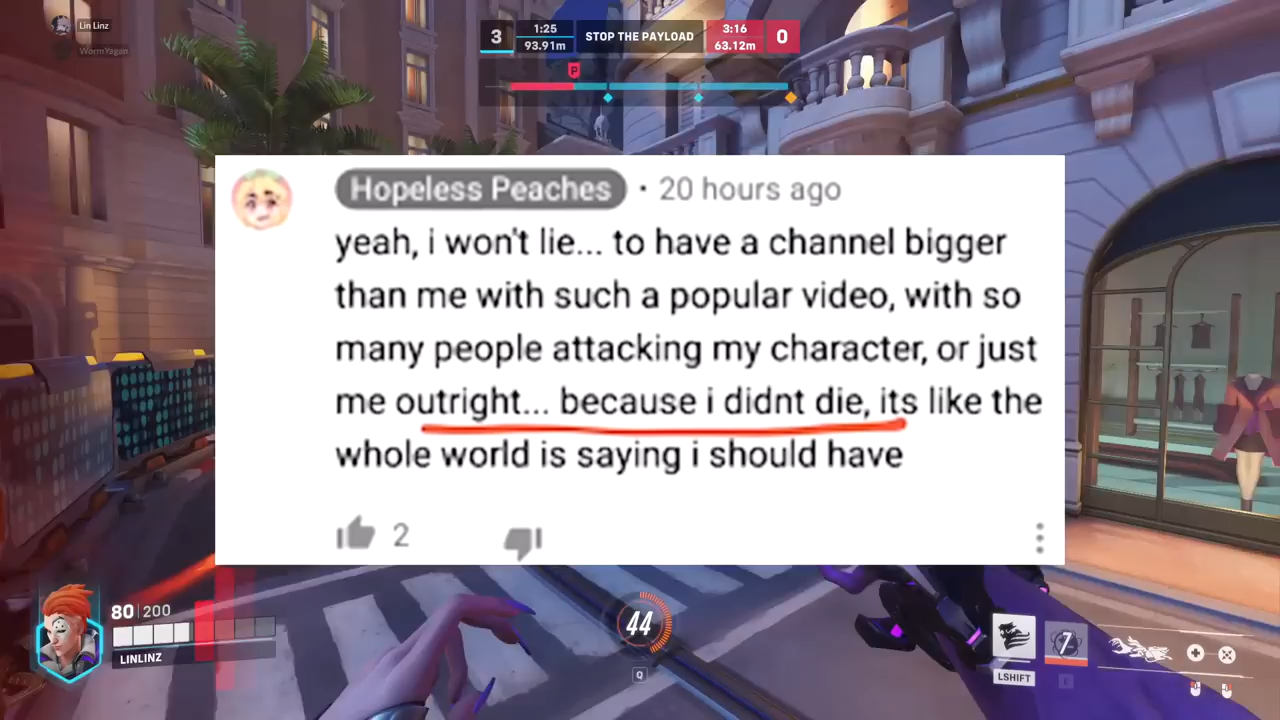 Lin Linz
WormYagan
3
1:25
93.91m
STOP THE PAYLOAD
3:16
63.12m
0
P
Hopeless Peaches · 20 hours ago
yeah, i won't lie... to have a channel bigger
than me with such a popular video, with so
many people attacking my character, or just
me outright... because i didnt die, its like the
whole world is saying i should have
2
80 | 200
LINLINZ
44
Q
7
LSHIFT
E